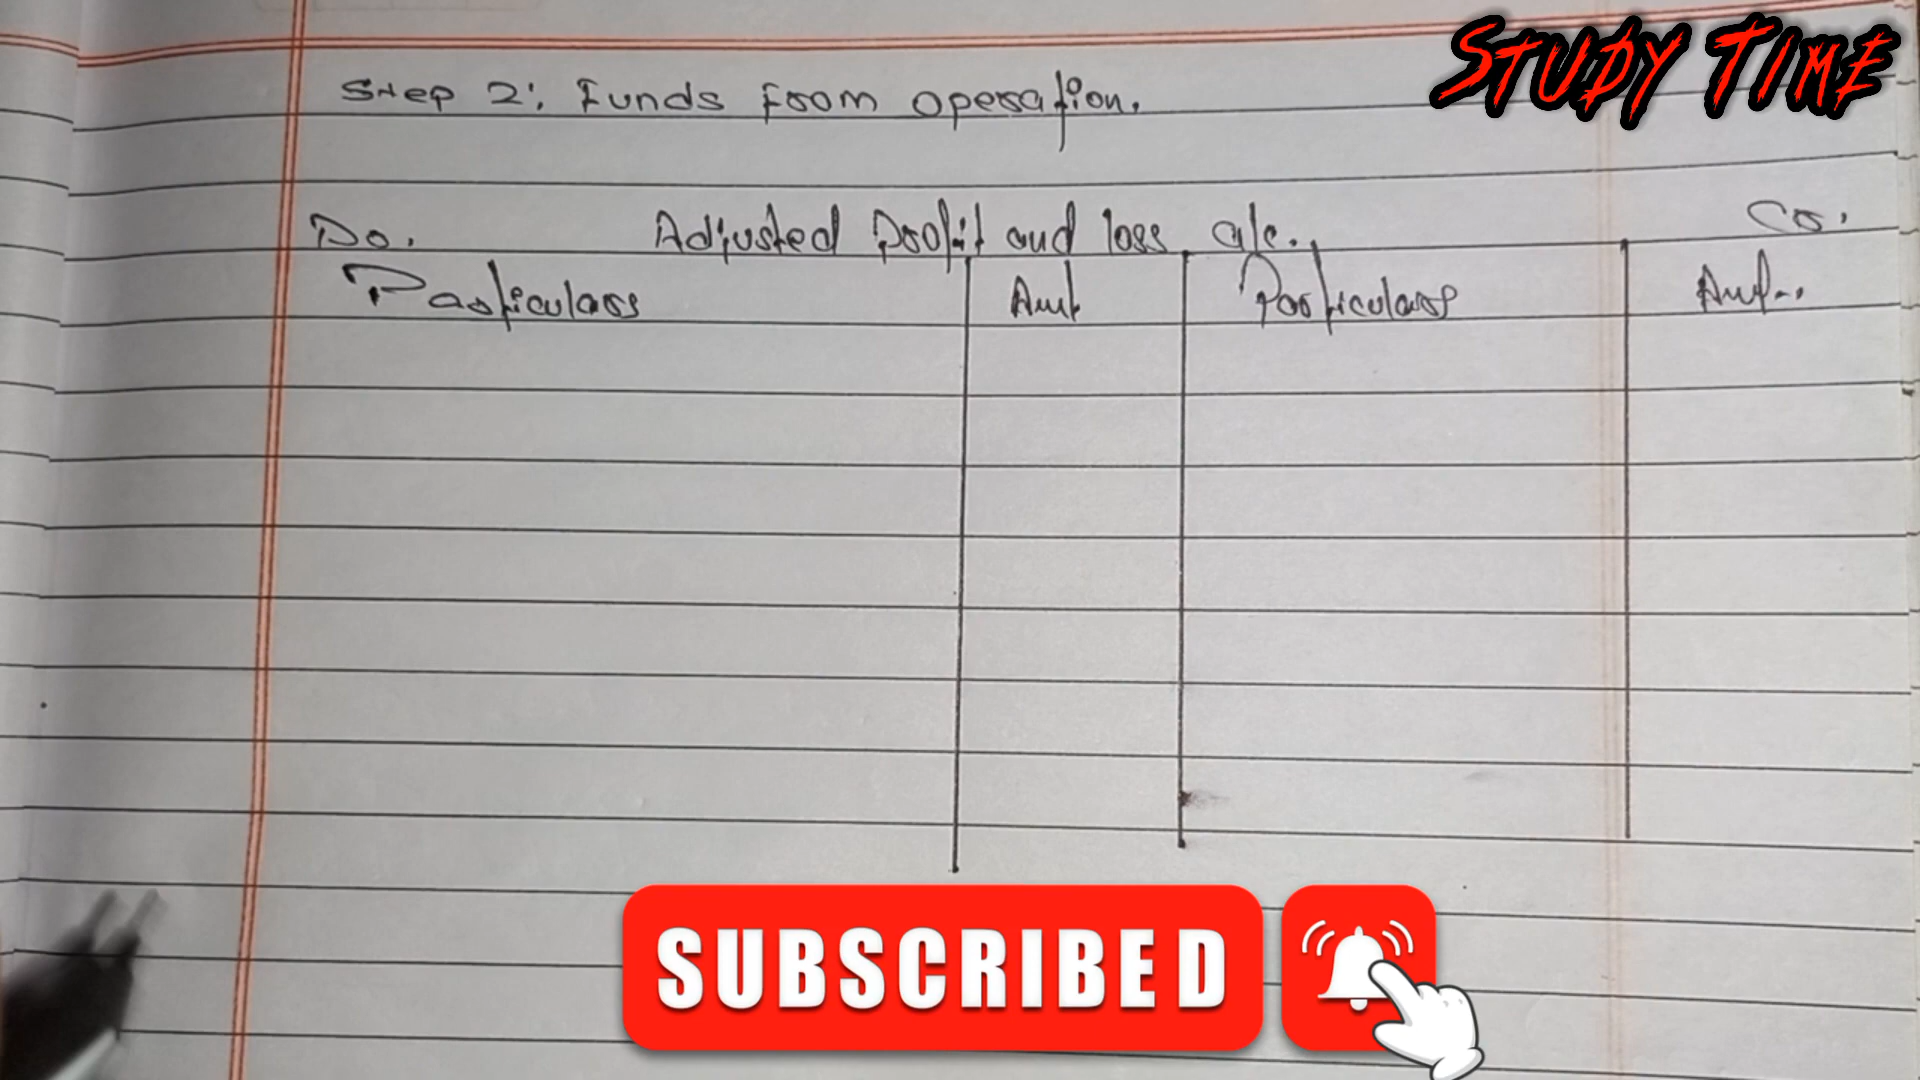 STUDY TIME
Step 2: Funds from operation.
Dr. Adjusted Profit and loss a/c. Cr.
Particulars Amt Particulars Amt..
SUBSCRIBED